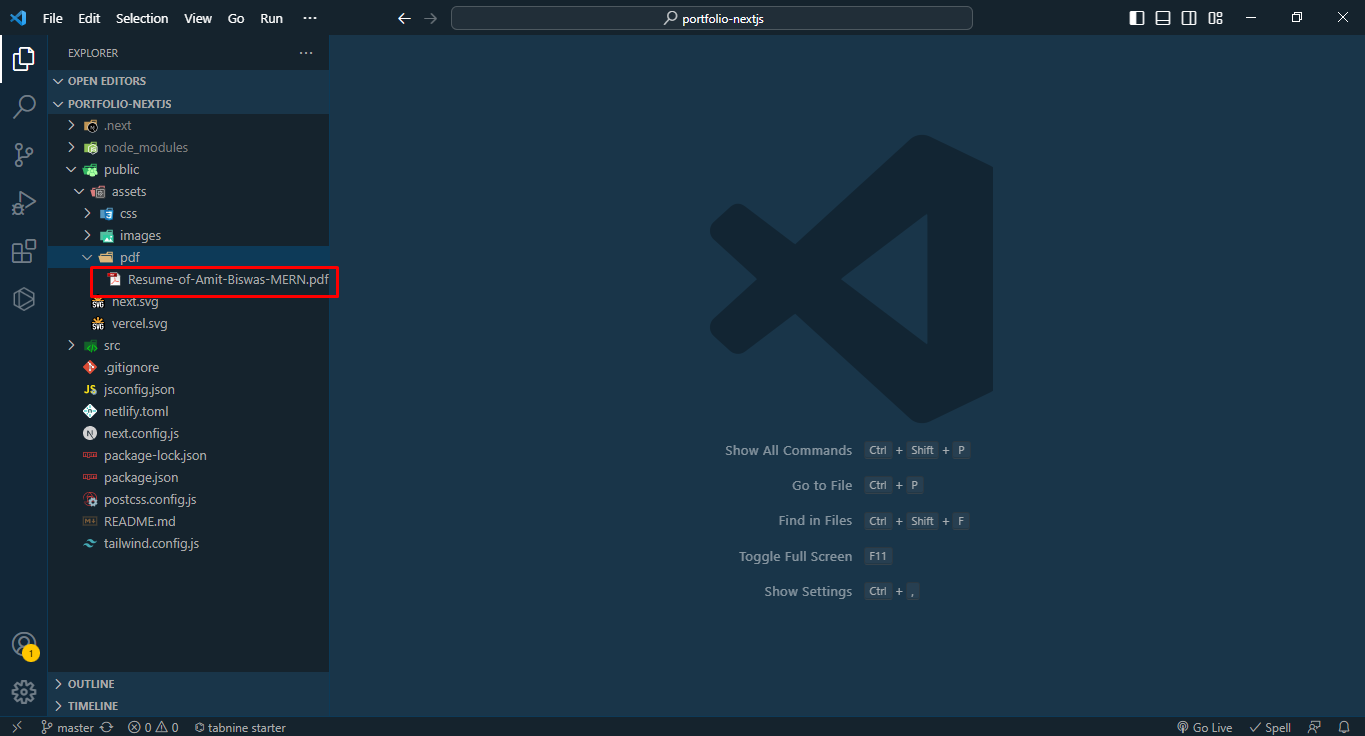 File Edit Selection View Go Run ···
portfolio-nextjs
EXPLORER ···
OPEN EDITORS
PORTFOLIO-NEXTJS
.next
node_modules
public
assets
css
images
pdf
Resume-of-Amit-Biswas-MERN.pdf
next.svg
vercel.svg
src
.gitignore
jsconfig.json
netlify.toml
next.config.js
package-lock.json
package.json
postcss.config.js
README.md
tailwind.config.js
Show All Commands Ctrl + Shift + P
Go to File Ctrl + P
Find in Files Ctrl + Shift + F
Toggle Full Screen F11
Show Settings Ctrl + ,
1
OUTLINE
TIMELINE
master 0 0 tabnine starter Go Live Spell